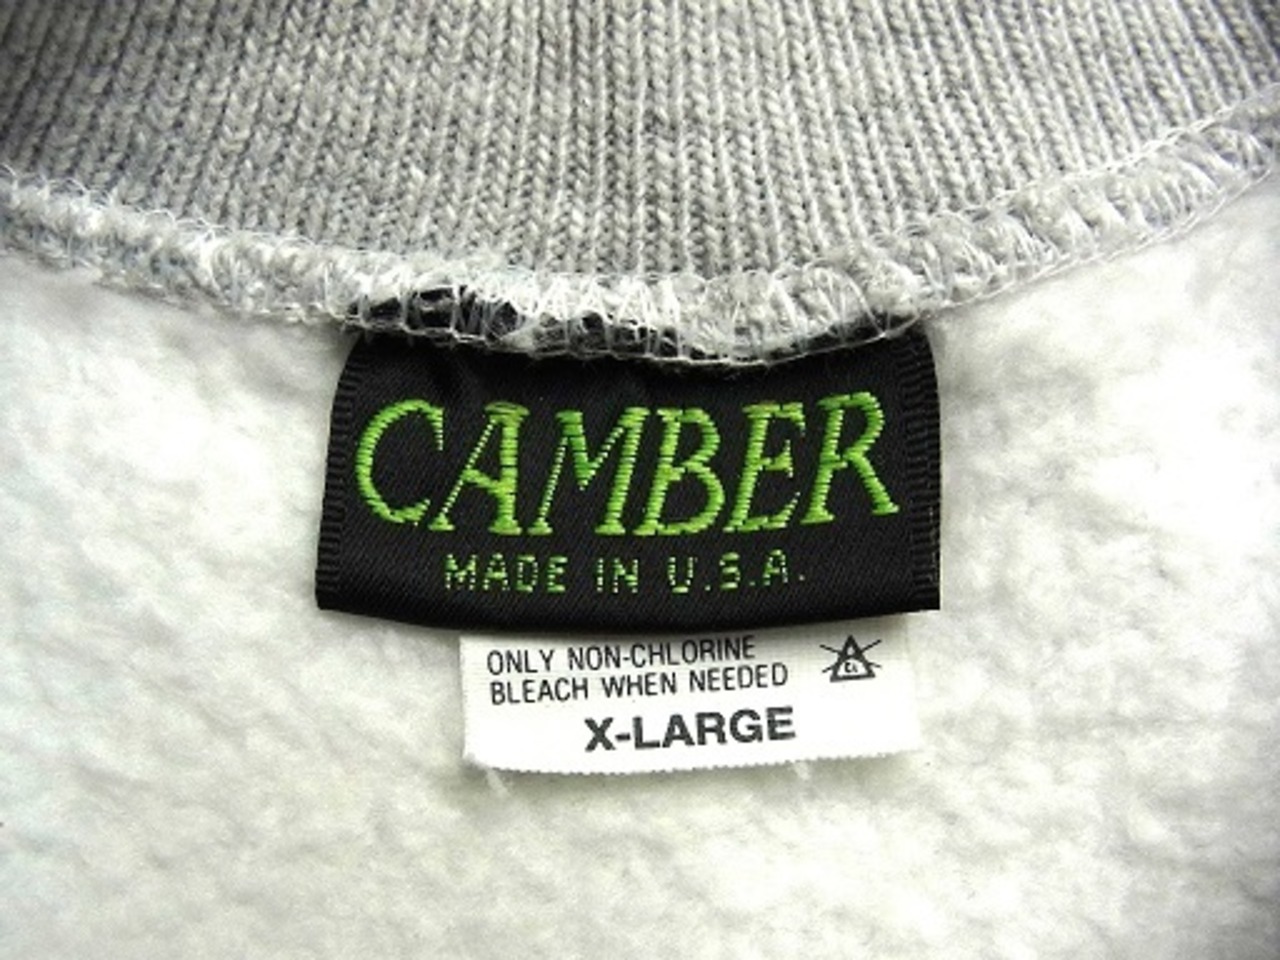 CAMBER
MADE IN U.S.A.
ONLY NON-CHLORINE
BLEACH WHEN NEEDED
X-LARGE